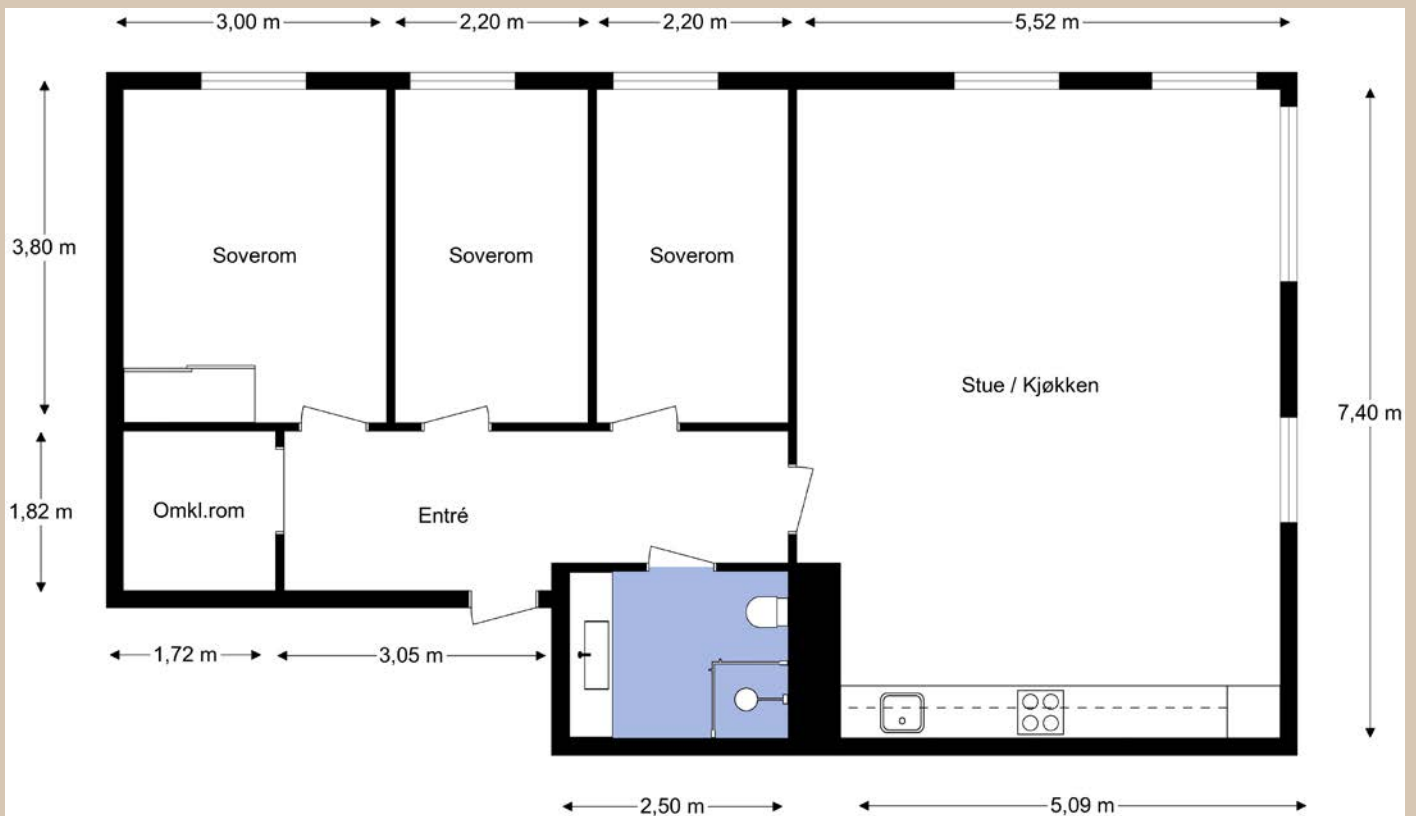 3,00 m
2,20 m
2,20 m
5,52 m
3,80 m
Soverom
Soverom
Soverom
Stue / Kjøkken
7,40 m
1,82 m
Omkl.rom
Entré
1,72 m
3,05 m
2,50 m
5,09 m